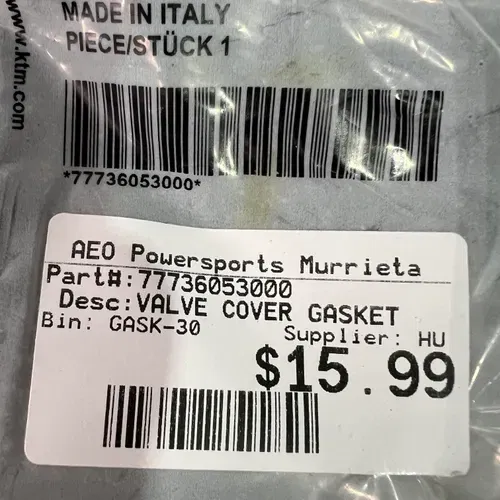 MADE IN ITALY
PIECE/STÜCK 1
www.ktm.com
*77736053000*
AEO Powersports Murrieta
Part#:77736053000
Desc:VALVE COVER GASKET
Bin: GASK-30
Supplier: HU
$15.99